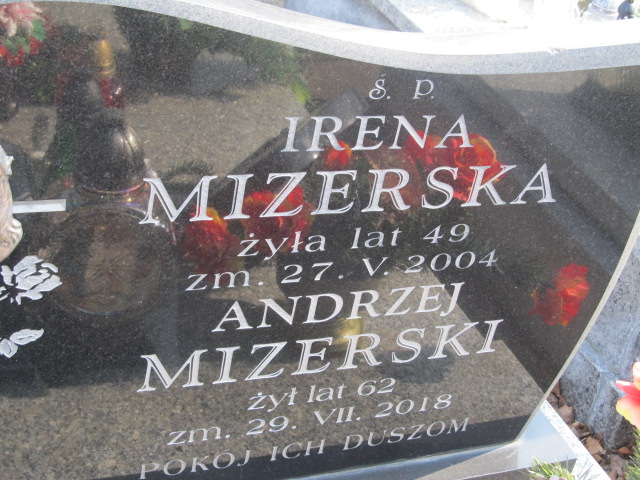 Ś. P.
IRENA
MIZERSKA
żyła lat 49
zm. 27. V. 2004
ANDRZEJ
MIZERSKI
żył lat 62
zm. 29. VII. 2018
POKÓJ ICH DUSZOM